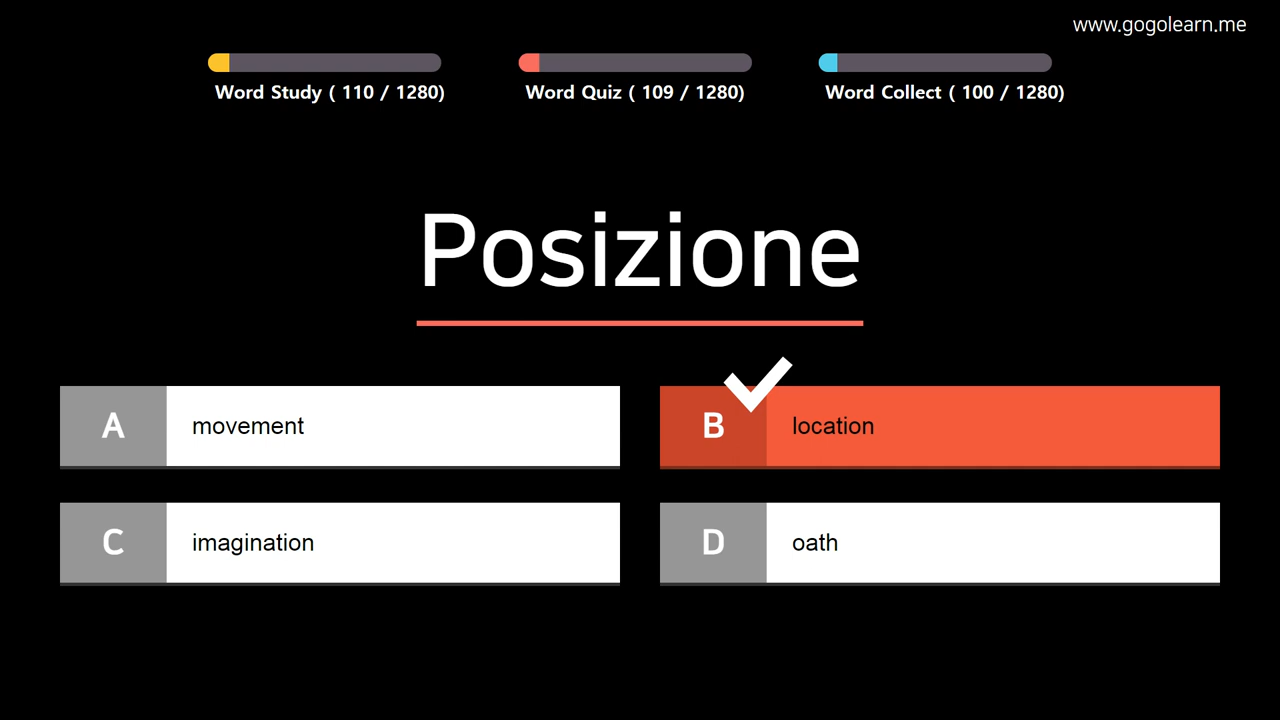 www.gogolearn.me
Word Study ( 110 / 1280)
Word Quiz ( 109 / 1280)
Word Collect ( 100 / 1280)
Posizione
A movement
B location
C imagination
D oath